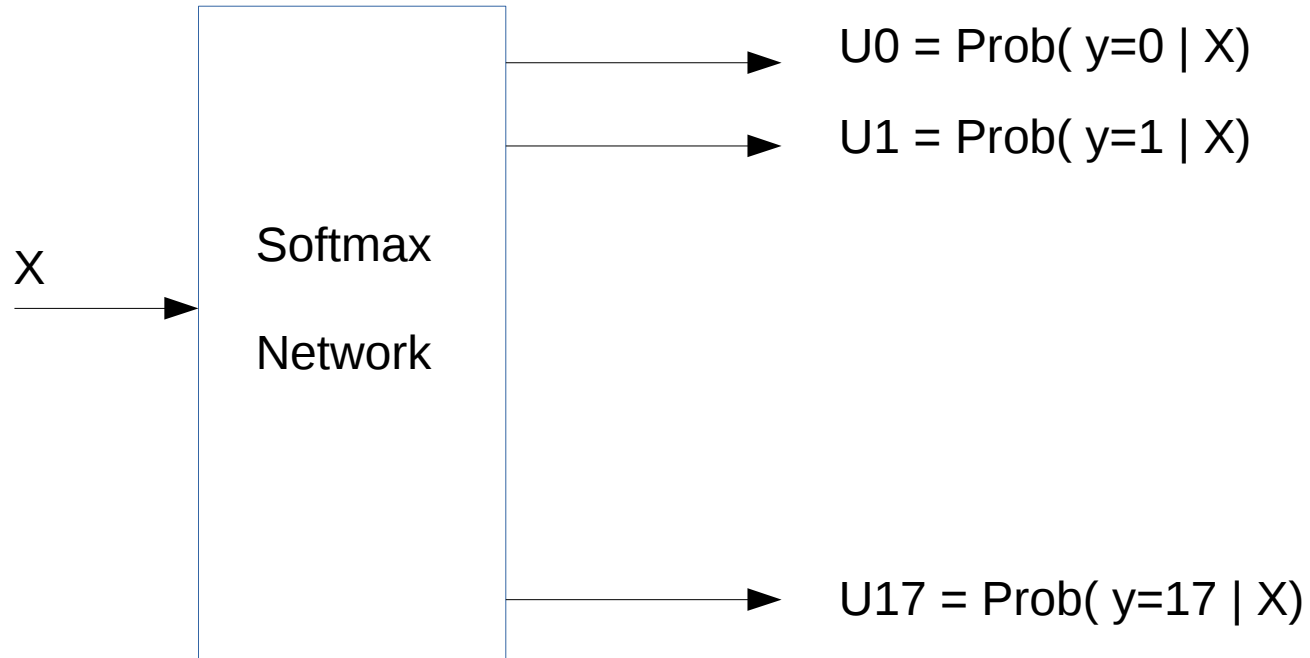 U0 = Prob( y=0 | X)
U1 = Prob( y=1 | X)
Softmax
X
Network
U17 = Prob( y=17 | X)